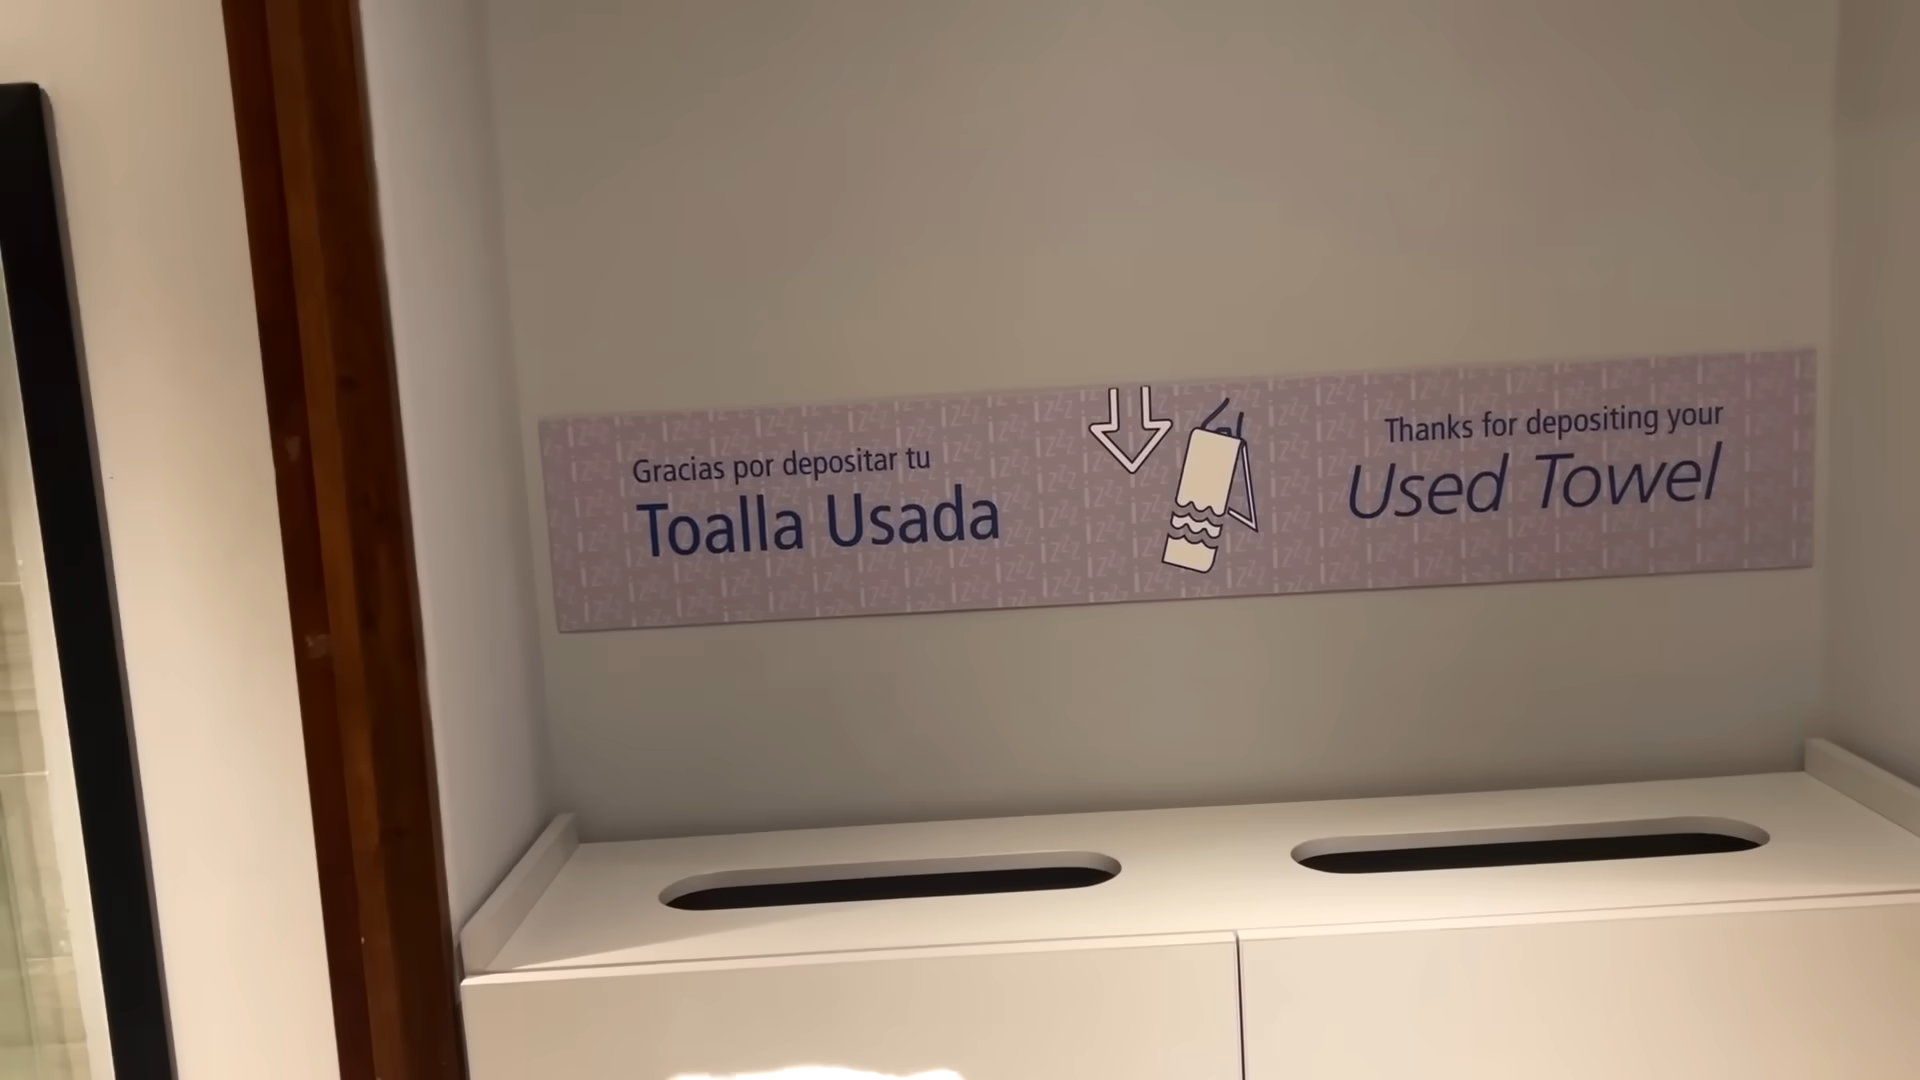 Gracias por depositar tu
Toalla Usada
Thanks for depositing your
Used Towel